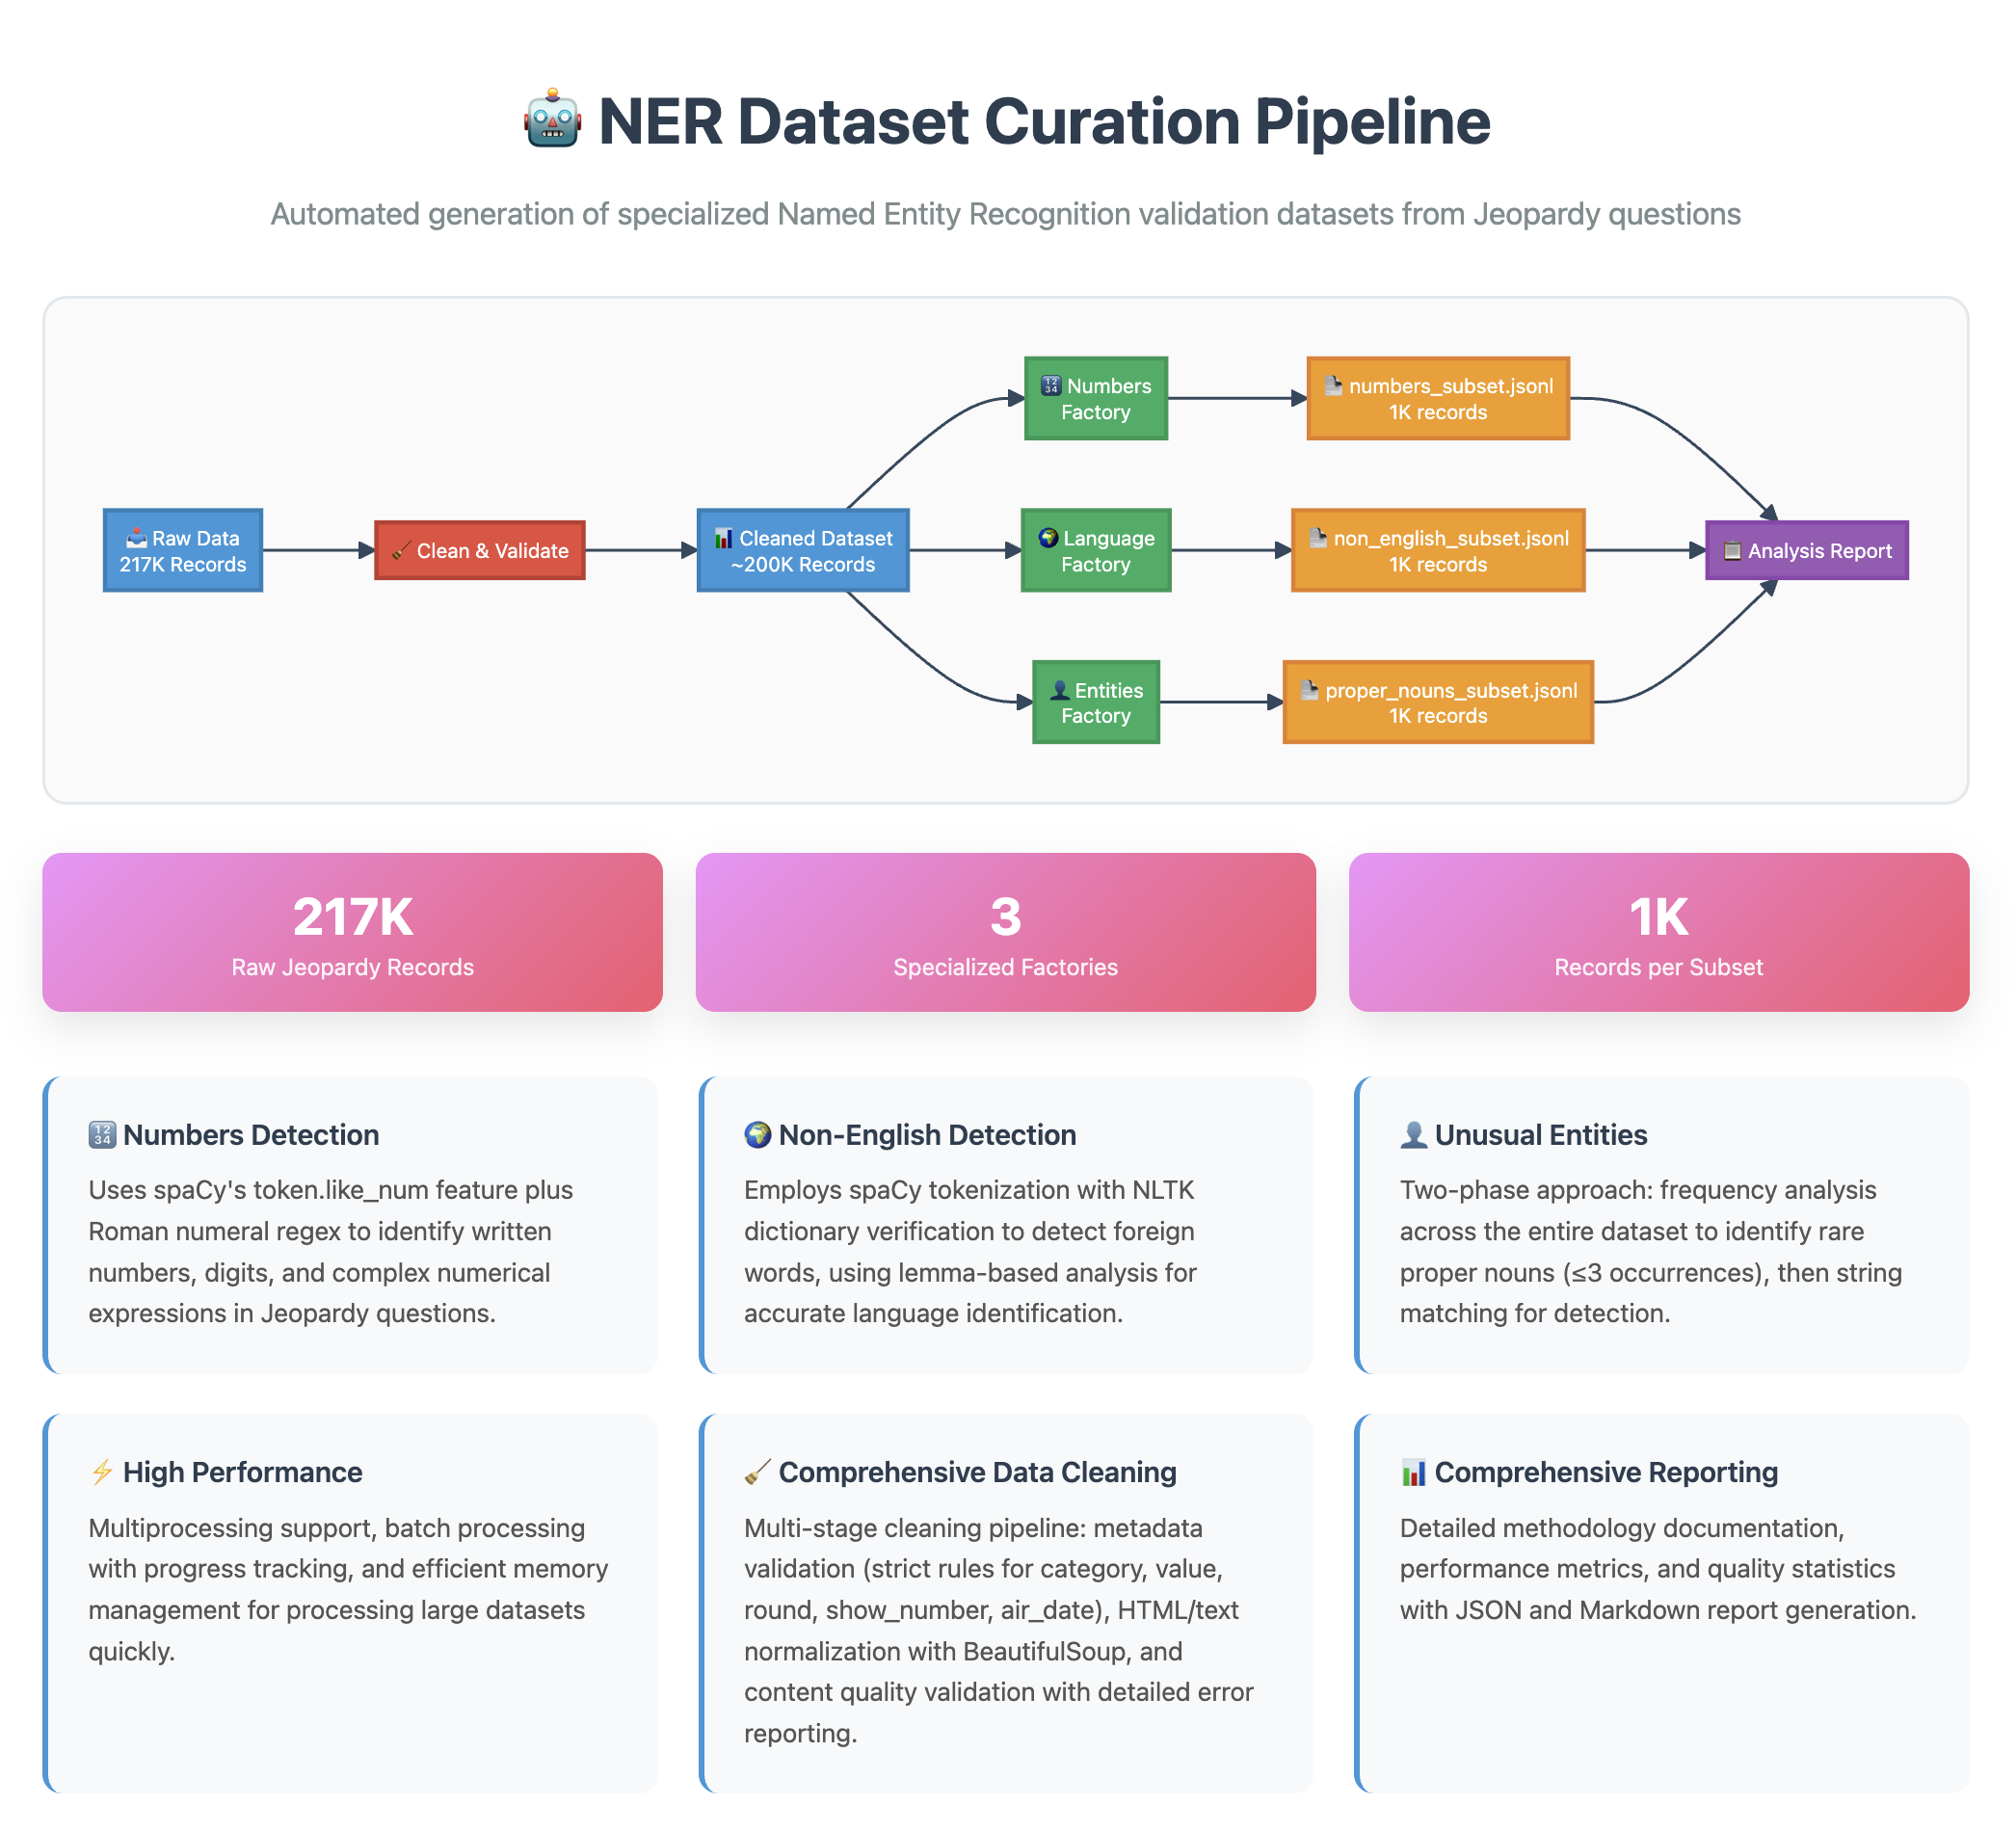 🤖 NER Dataset Curation Pipeline
Automated generation of specialized Named Entity Recognition validation datasets from Jeopardy questions
📥 Raw Data
217K Records
🧹 Clean & Validate
📊 Cleaned Dataset
~200K Records
🔢 Numbers
Factory
🌍 Language
Factory
👤 Entities
Factory
numbers_subset.jsonl
1K records
non_english_subset.jsonl
1K records
proper_nouns_subset.jsonl
1K records
📋 Analysis Report
217K
Raw Jeopardy Records
3
Specialized Factories
1K
Records per Subset
🔢 Numbers Detection
Uses spaCy's token.like_num feature plus
Roman numeral regex to identify written
numbers, digits, and complex numerical
expressions in Jeopardy questions.
🌍 Non-English Detection
Employs spaCy tokenization with NLTK
dictionary verification to detect foreign
words, using lemma-based analysis for
accurate language identification.
👤 Unusual Entities
Two-phase approach: frequency analysis
across the entire dataset to identify rare
proper nouns (≤3 occurrences), then string
matching for detection.
⚡ High Performance
Multiprocessing support, batch processing
with progress tracking, and efficient memory
management for processing large datasets
quickly.
🧹 Comprehensive Data Cleaning
Multi-stage cleaning pipeline: metadata
validation (strict rules for category, value,
round, show_number, air_date), HTML/text
normalization with BeautifulSoup, and
content quality validation with detailed error
reporting.
📊 Comprehensive Reporting
Detailed methodology documentation,
performance metrics, and quality statistics
with JSON and Markdown report generation.